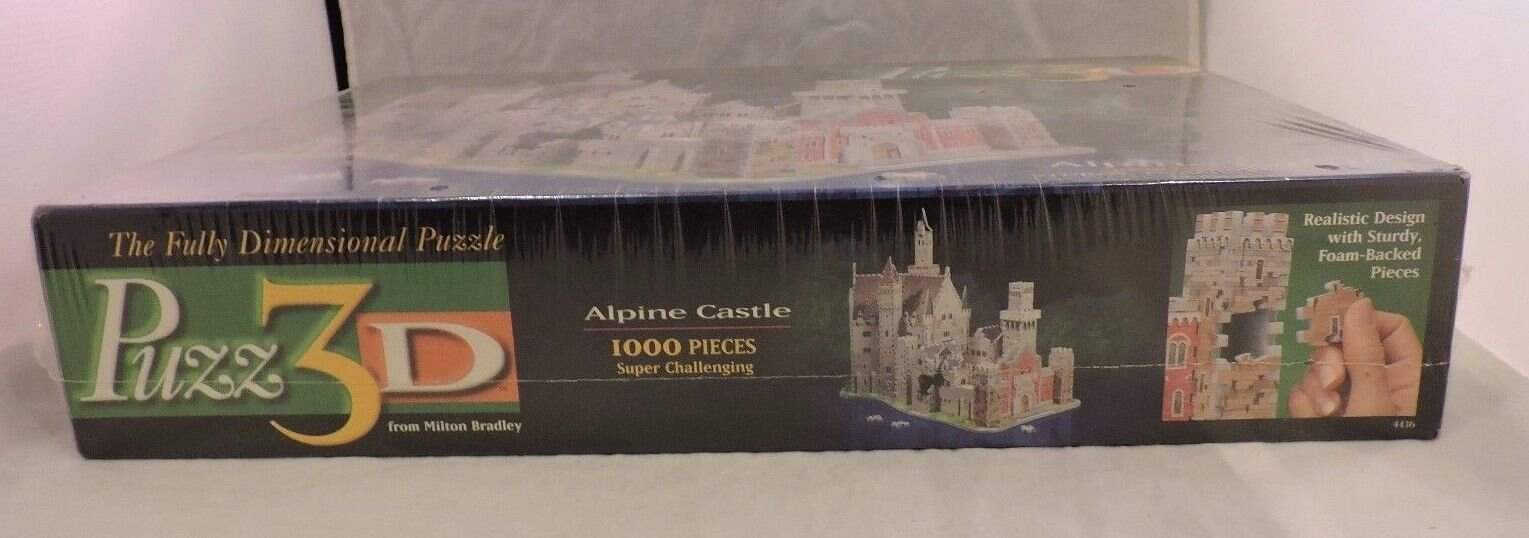 The Fully Dimensional Puzzle
Puzz3D
from Milton Bradley
Alpine Castle
1000 PIECES
Super Challenging
Realistic Design
with Sturdy,
Foam-Backed
Pieces